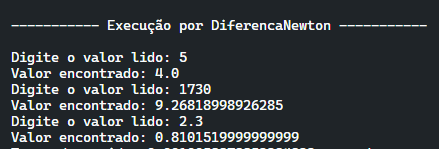 ----------- Execução por DiferencaNewton -----------
Digite o valor lido: 5
Valor encontrado: 4.0
Digite o valor lido: 1730
Valor encontrado: 9.26818998926285
Digite o valor lido: 2.3
Valor encontrado: 0.8101519999999999